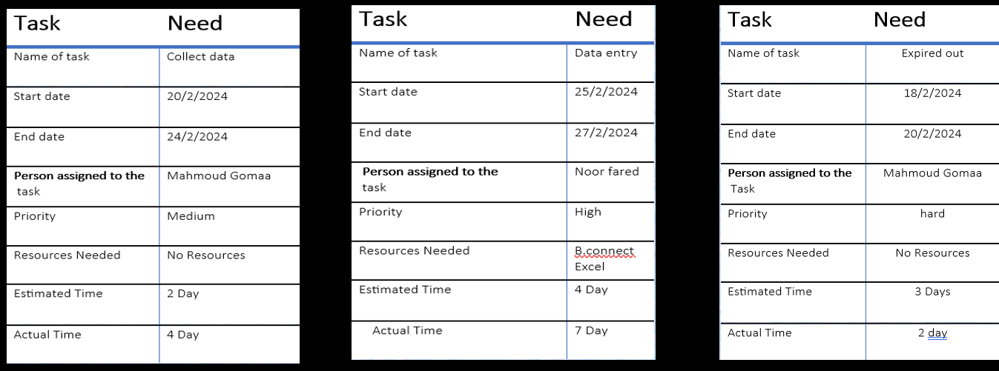 Task Need
Name of task Collect data
Start date 20/2/2024
End date 24/2/2024
Person assigned to the Mahmoud Gomaa
task
Priority Medium
Resources Needed No Resources
Estimated Time 2 Day
Actual Time 4 Day
Task Need
Name of task Data entry
Start date 25/2/2024
End date 27/2/2024
Person assigned to the Noor fared
task
Priority High
Resources Needed B.connect
Excel
Estimated Time 4 Day
Actual Time 7 Day
Task Need
Name of task Expired out
Start date 18/2/2024
End date 20/2/2024
Person assigned to the Mahmoud Gomaa
Task
Priority hard
Resources Needed No Resources
Estimated Time 3 Days
Actual Time 2 day